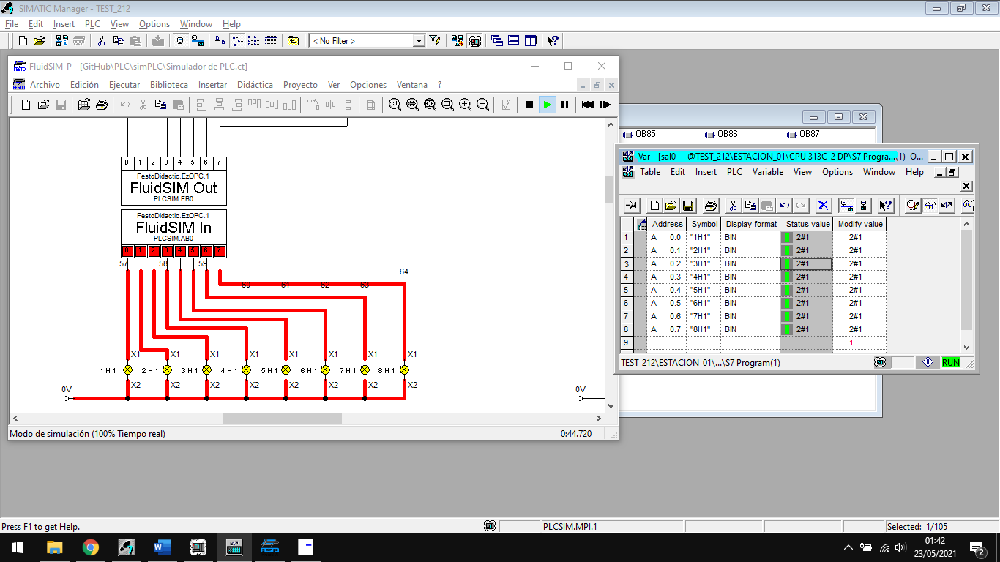 SIMATIC Manager - TEST_212
File Edit Insert PLC View Options Window Help
< No Filter >
FluidSIM-P - [GitHub\PLC\simPLC\Simulador de PLC.ct]
FESTO
Archivo Edición Ejecutar Biblioteca Insertar Didáctica Proyecto Ver Opciones Ventana ?
1:1
0 1 2 3 4 5 6 7
FestoDidactic.EzOPC.1
FluidSIM Out
PLCSIM.EB0
FestoDidactic.EzOPC.1
FluidSIM In
PLCSIM.AB0
0 1 2 3 4 5 6 7
57 58 59
64
60 61 62 63
X1 X1 X1 X1 X1 X1 X1 X1
1H1 2H1 3H1 4H1 5H1 6H1 7H1 8H1
X2 X2 X2 X2 X2 X2 X2 X2
0V
0V
Modo de simulación (100% Tiempo real) 0:44.720
OB85 OB86 OB87
Var - [sal0 -- @TEST_212\ESTACION_01\CPU 313C-2 DP\S7 Progra...(1) O...
Table Edit Insert PLC Variable View Options Window Help
Address Symbol Display format Status value Modify value
1 A 0.0 "1H1" BIN 2#1 2#1
2 A 0.1 "2H1" BIN 2#1 2#1
3 A 0.2 "3H1" BIN 2#1 2#1
4 A 0.3 "4H1" BIN 2#1 2#1
5 A 0.4 "5H1" BIN 2#1 2#1
6 A 0.5 "6H1" BIN 2#1 2#1
7 A 0.6 "7H1" BIN 2#1 2#1
8 A 0.7 "8H1" BIN 2#1 2#1
9 1
TEST_212\ESTACION_01\...\S7 Program(1) RUN
Press F1 to get Help. PLCSIM.MPI.1 Selected: 1/105
FESTO
01:42
23/05/2021
2